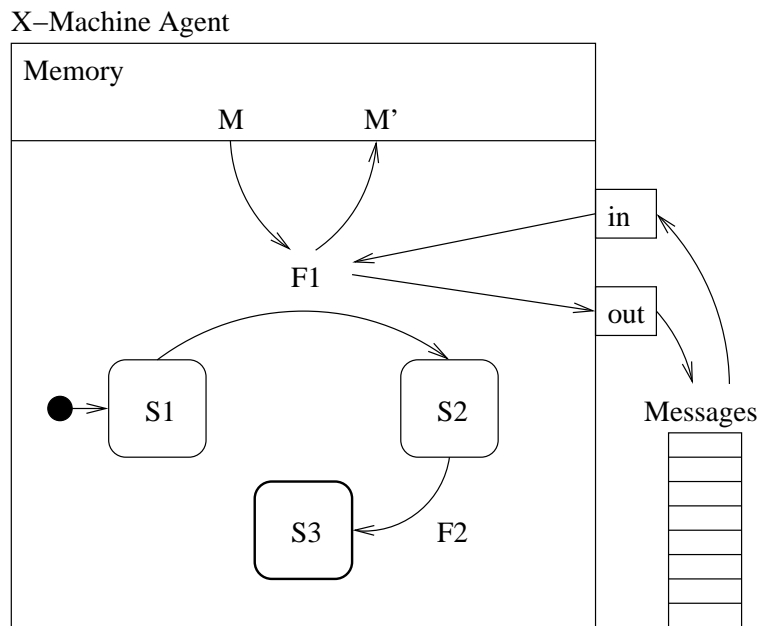 X−Machine Agent
Memory
M M'
in
F1
out
S1 S2
Messages
S3 F2